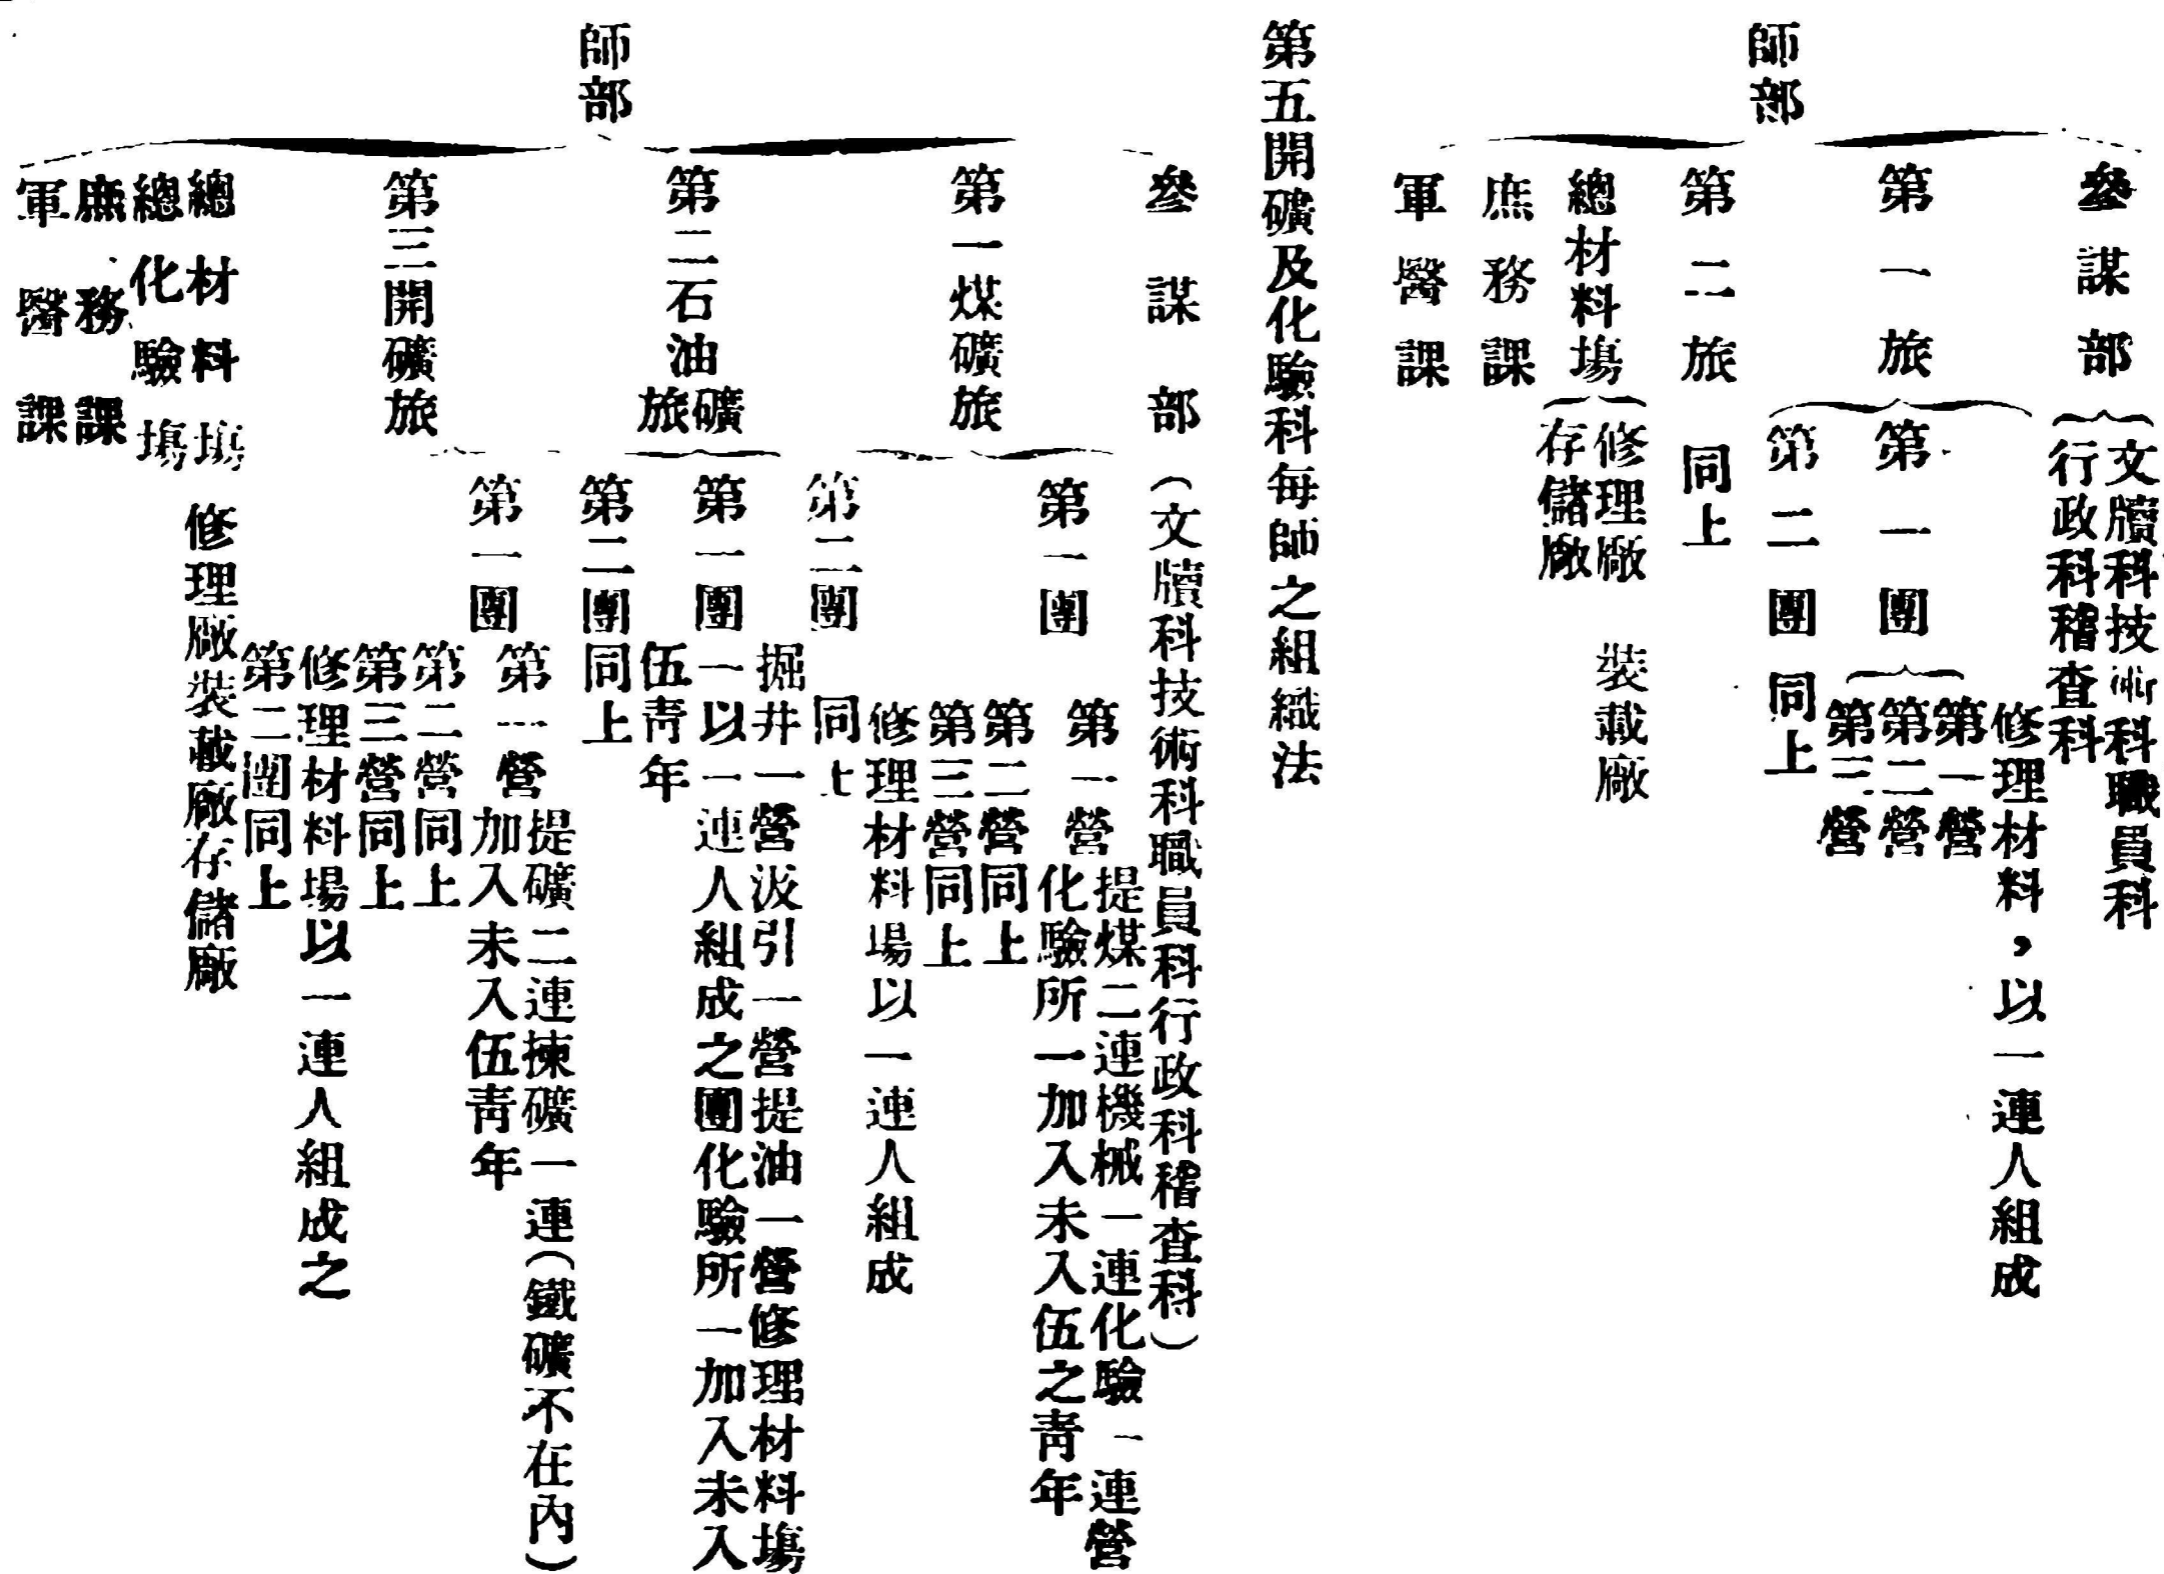 師部
參謀部
文牘科技術科職員科
行政科稽查科
第一旅
第一團
修理材料，以一連人組成
第一營
第二營
第三營
第二團 同上
第二旅 同上
總材料塲
修理廠 裝載廠
存儲廠
庶務課
軍醫課
第五開礦及化驗科每師之組織法
師部
參謀部(文牘科技術科職員科行政科稽查科)
第一煤礦旅
第一團
第一營
提煤二連機械一連化驗一連營
化驗所一加入未入伍之靑年
第二營同上
第三營同上
修理材料場以一連人組成
第二團 同上
第二石油礦旅
第一團
掘井一營汲引一營提油一營修理材料塲
一以一連人組成之團化驗所一加入未入
伍靑年
第二團同上
第三開礦旅
第一團
第一營
提礦二連揀礦一連(鐵礦不在內)
加入未入伍靑年
第二營同上
第三營同上
修理材料場以一連人組成之
第二團同上
總材料塲 修理廠裝載廠存儲廠
總化驗塲
庶務課
軍醫課